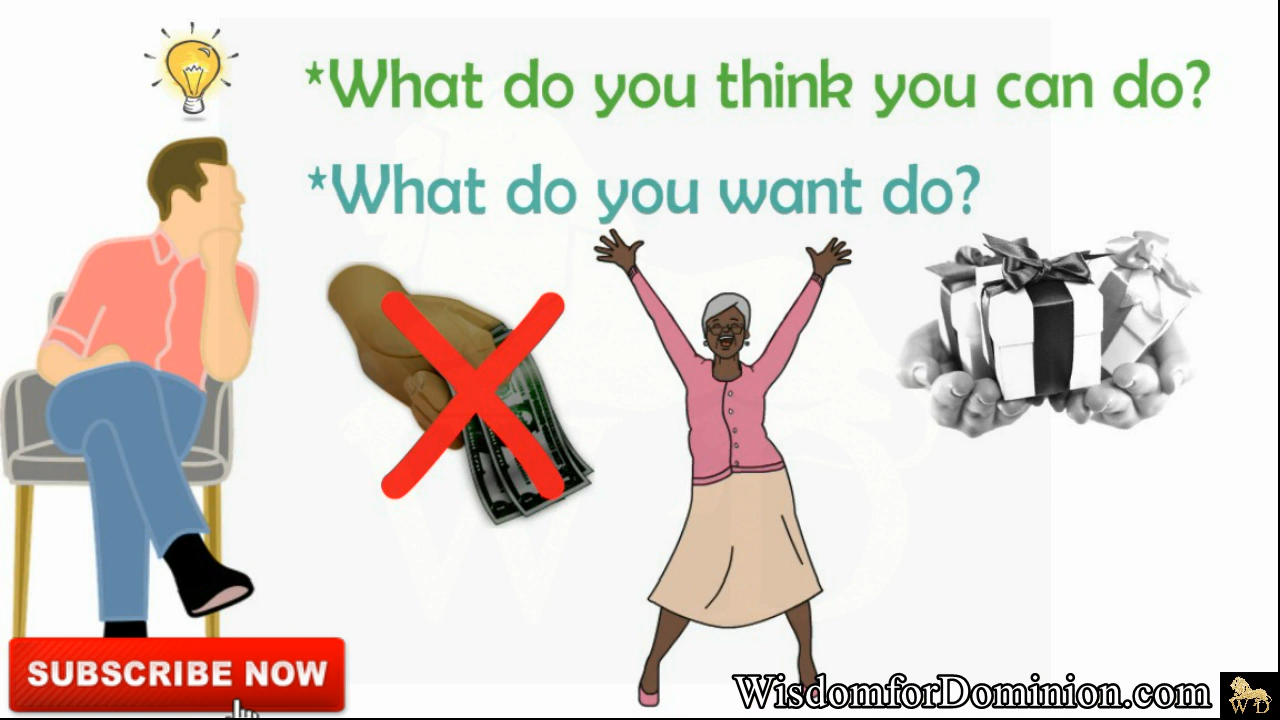 *What do you think you can do?
*What do you want do?
SUBSCRIBE NOW
WisdomforDominion.com
W D
W D